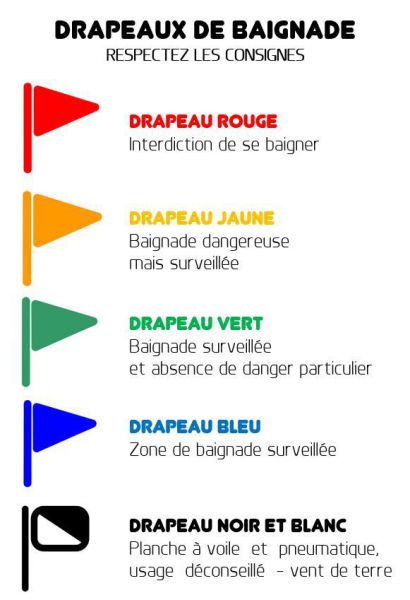 DRAPEAUX DE BAIGNADE
RESPECTEZ LES CONSIGNES
DRAPEAU ROUGE
Interdiction de se baigner
DRAPEAU JAUNE
Baignade dangereuse
mais surveillée
DRAPEAU VERT
Baignade surveillée
et absence de danger particulier
DRAPEAU BLEU
Zone de baignade surveillée
DRAPEAU NOIR ET BLANC
Planche à voile et pneumatique,
usage déconseillé - vent de terre